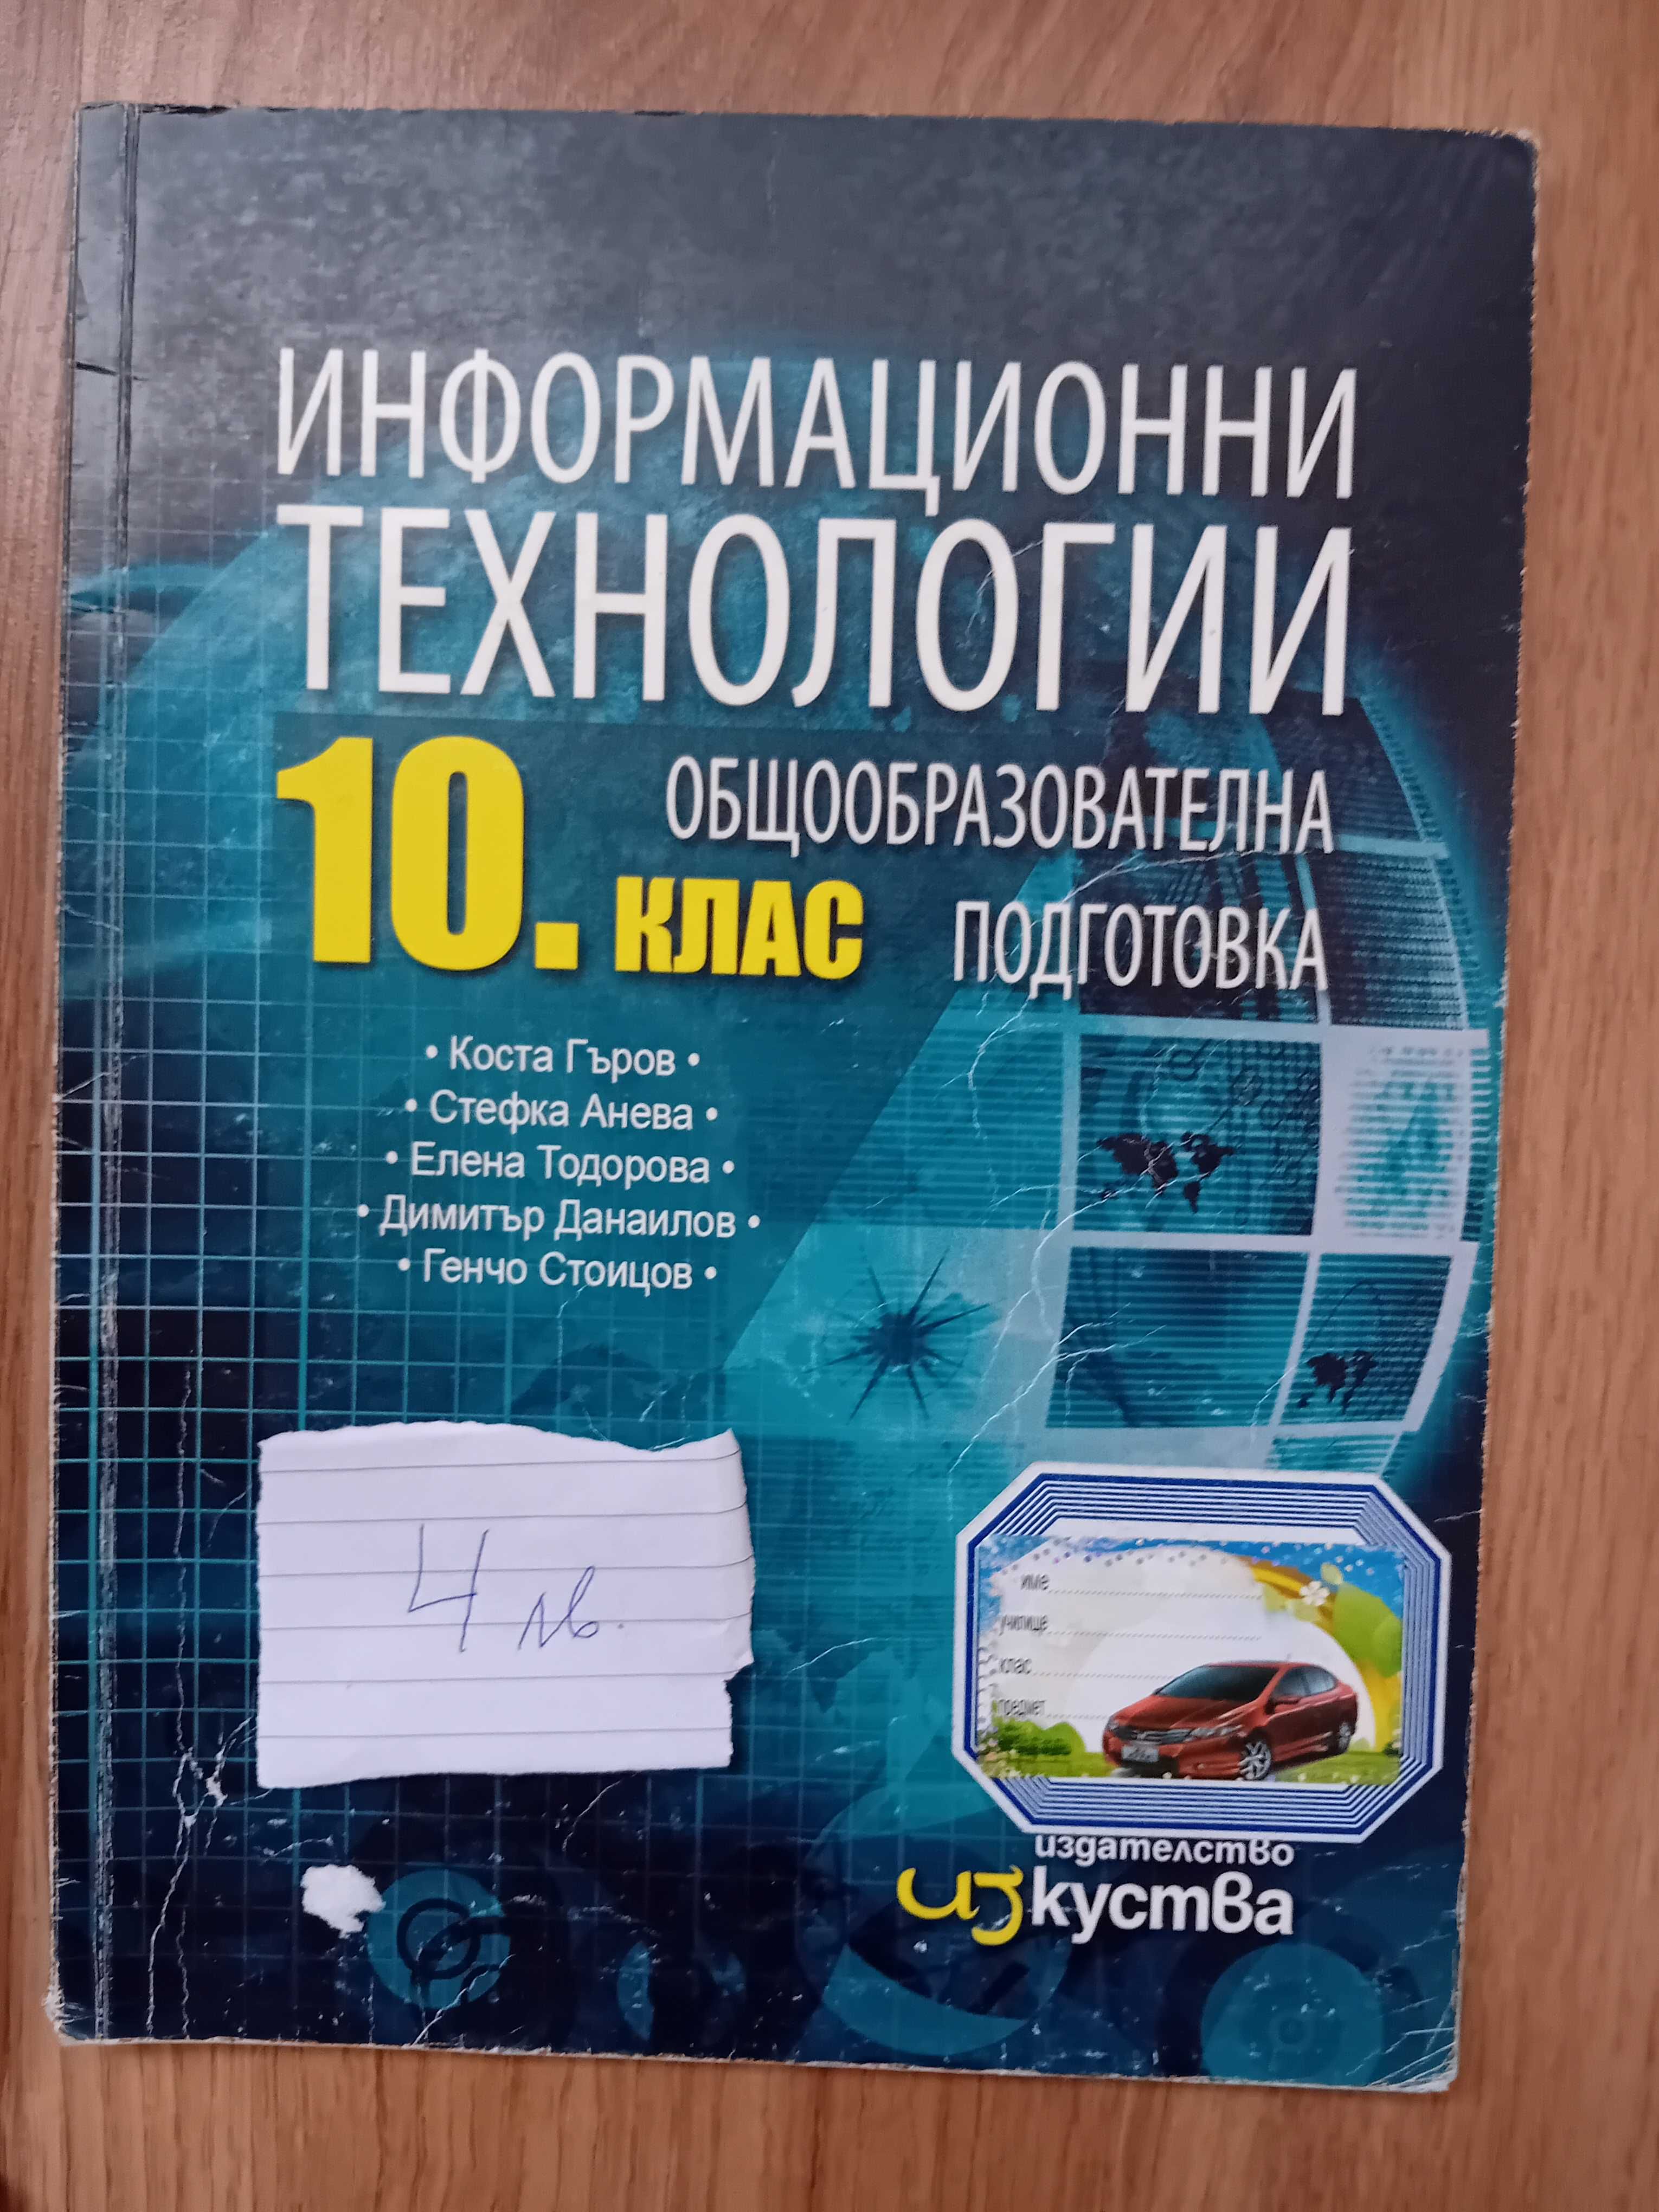 ИНФОРМАЦИОННИ
ТЕХНОЛОГИИ
10. КЛАС
ОБЩООБРАЗОВАТЕЛНА
ПОДГОТОВКА
• Коста Гъров •
• Стефка Анева •
• Елена Тодорова •
• Димитър Данаилов •
• Генчо Стоицов •
4 лв.
име
училище
клас
предмет
издателство
изкуства